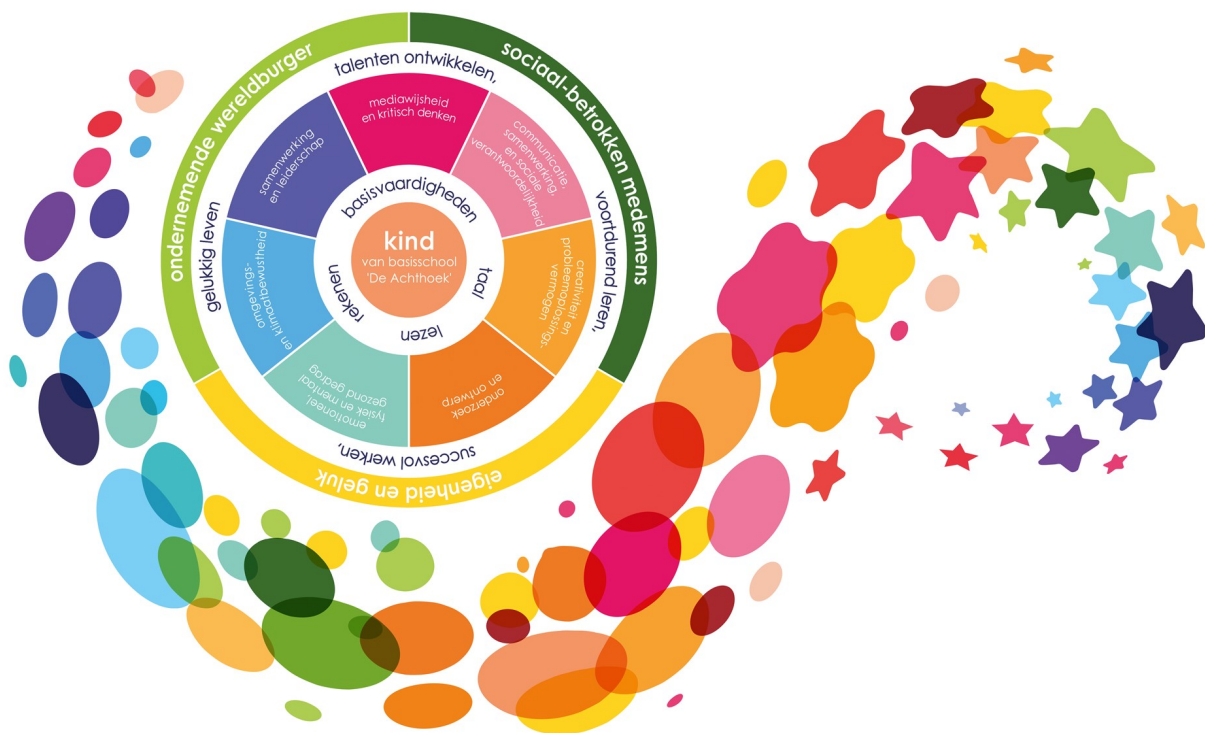 ondernemende wereldburger
sociaal-betrokken medemens
eigenheid en geluk
talenten ontwikkelen,
voortdurend leren,
succesvol werken,
gelukkig leven
mediawijsheid
en kritisch denken
communicatie,
samenwerking,
en sociale
verantwoordelijkheid
creativiteit en
probleemoplossings-
vermogen
onderzoek
en ontwerp
emotioneel,
fysiek en mentaal
gezond gedrag
omgevings-
en klimaatbewustheid
samenwerking
en leiderschap
basisvaardigheden
taal
lezen
rekenen
kind
van basisschool
'De Achthoek'